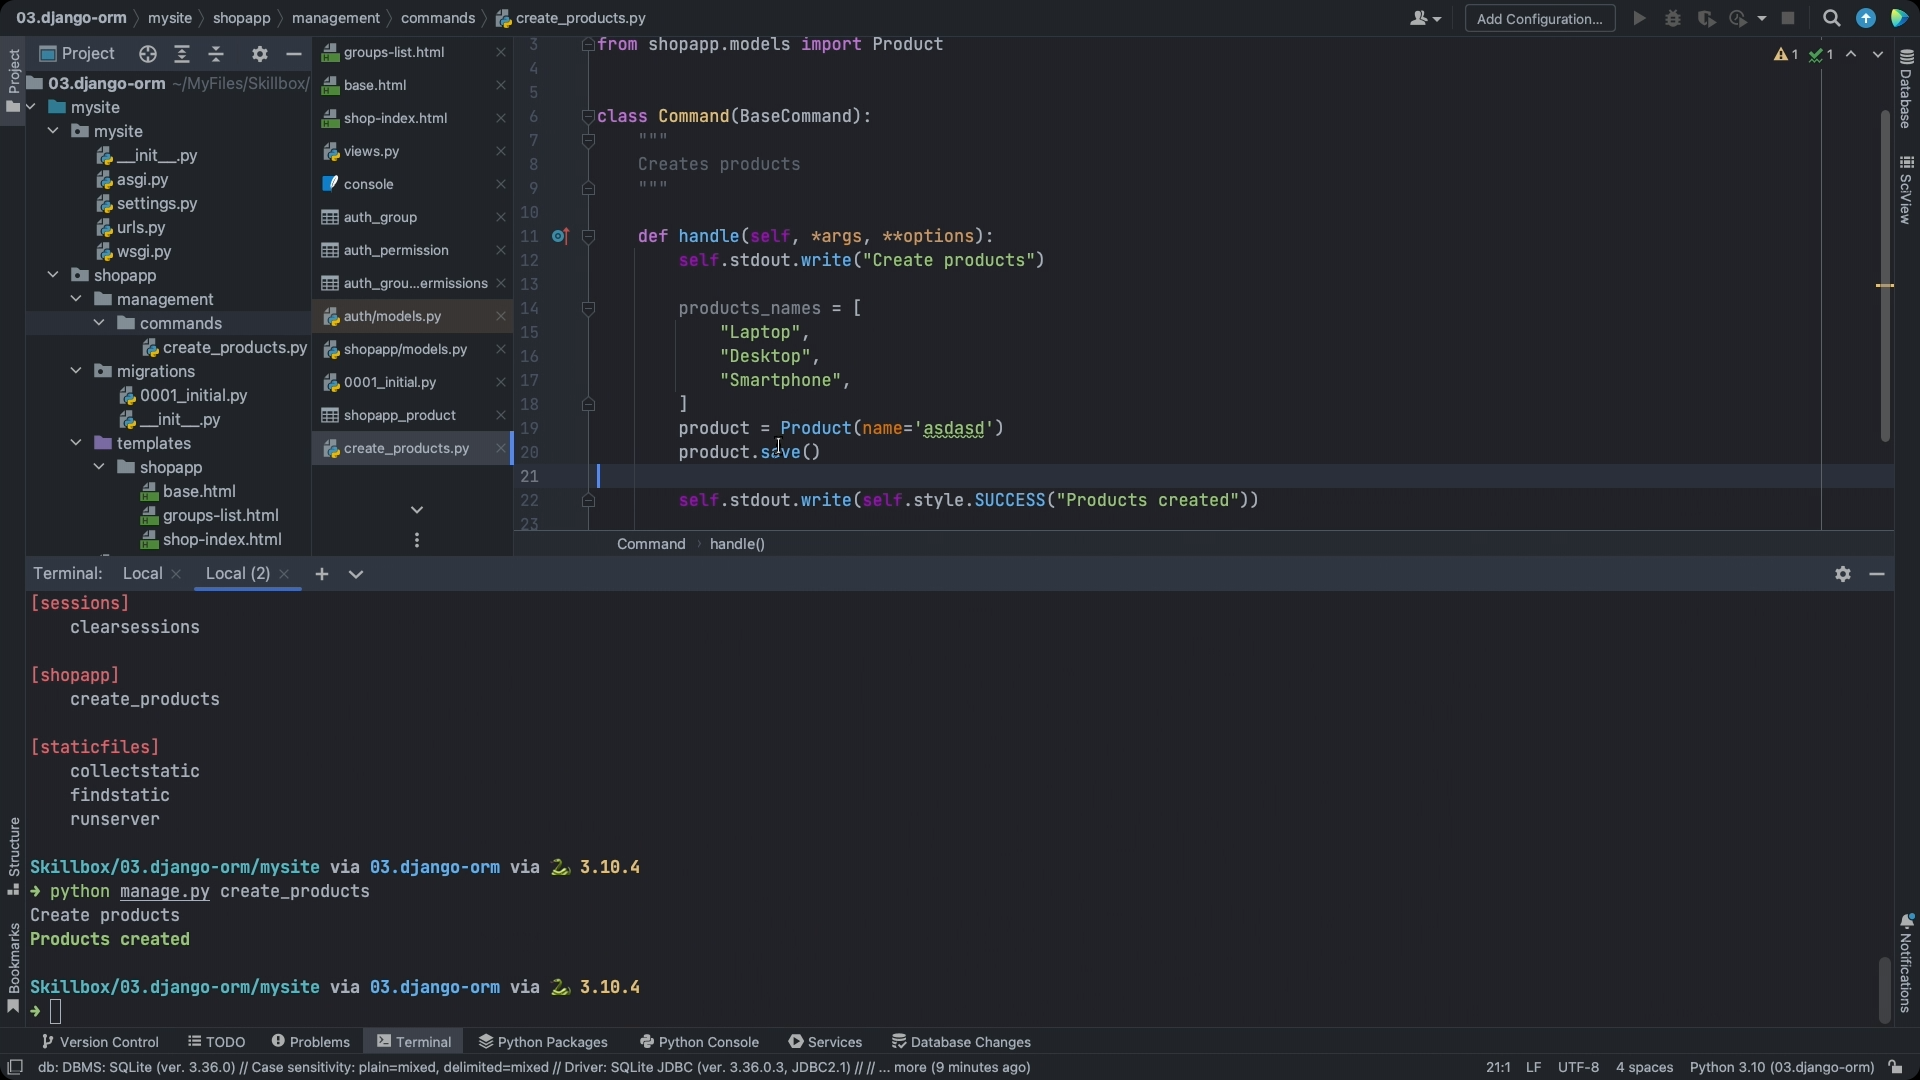 03.django-orm mysite shopapp management commands create_products.py
Add Configuration...
Project
03.django-orm ~/MyFiles/Skillbox/
mysite
mysite
__init__.py
asgi.py
settings.py
urls.py
wsgi.py
shopapp
management
commands
create_products.py
migrations
0001_initial.py
__init__.py
templates
shopapp
base.html
groups-list.html
shop-index.html
groups-list.html
base.html
shop-index.html
views.py
console
auth_group
auth_permission
auth_grou...ermissions
auth/models.py
shopapp/models.py
0001_initial.py
shopapp_product
create_products.py
3 from shopapp.models import Product
4
5
6 class Command(BaseCommand):
7 """
8 Creates products
9 """
10
11 def handle(self, *args, **options):
12 self.stdout.write("Create products")
13
14 products_names = [
15 "Laptop",
16 "Desktop",
17 "Smartphone",
18 ]
19 product = Product(name='asdasd')
20 product.save()
21
22 self.stdout.write(self.style.SUCCESS("Products created"))
23
1 1
Command handle()
Project
Structure
Bookmarks
Database
SciView
Notifications
Terminal: Local Local (2)
[sessions]
clearsessions
[shopapp]
create_products
[staticfiles]
collectstatic
findstatic
runserver
Skillbox/03.django-orm/mysite via 03.django-orm via 🐍 3.10.4
➜ python manage.py create_products
Create products
Products created
Skillbox/03.django-orm/mysite via 03.django-orm via 🐍 3.10.4
➜
Version Control TODO Problems Terminal Python Packages Python Console Services Database Changes
db: DBMS: SQLite (ver. 3.36.0) // Case sensitivity: plain=mixed, delimited=mixed // Driver: SQLite JDBC (ver. 3.36.0.3, JDBC2.1) // // ... more (9 minutes ago) 21:1 LF UTF-8 4 spaces Python 3.10 (03.django-orm)